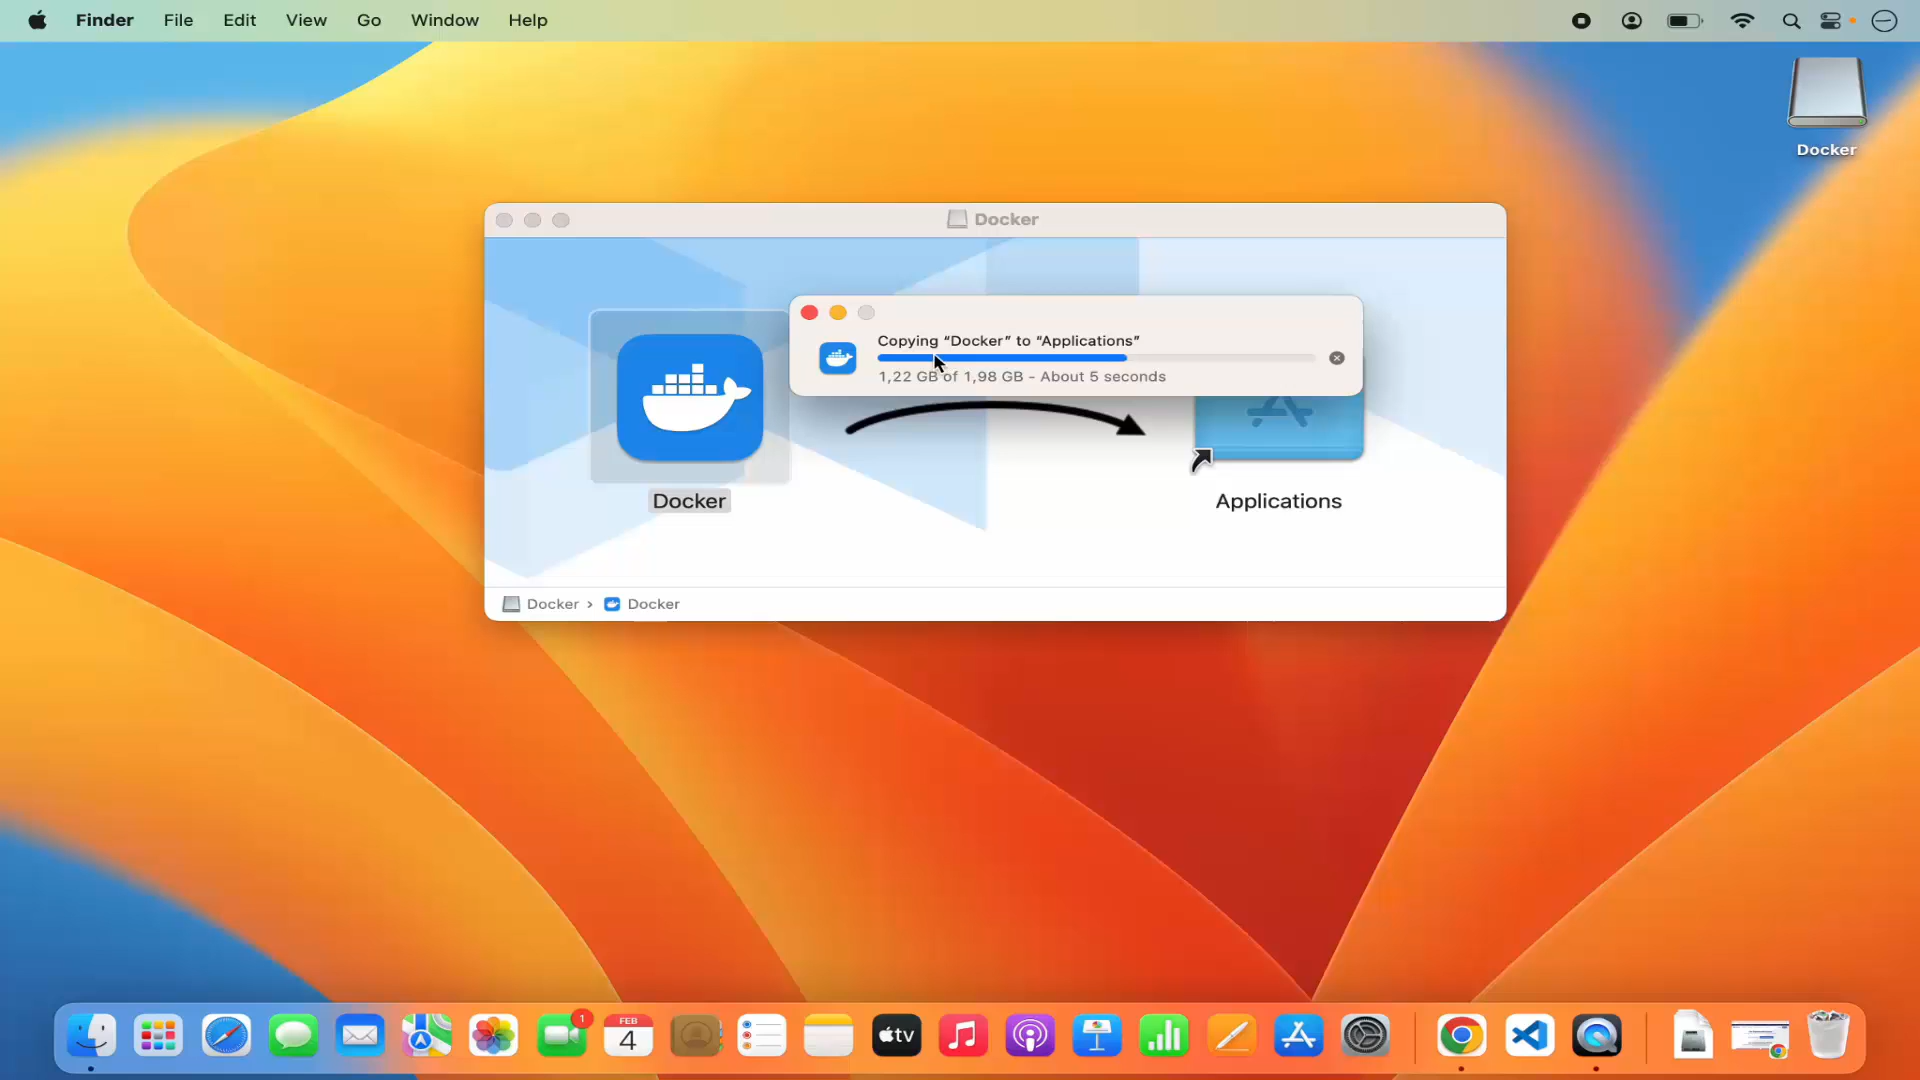 Finder File Edit View Go Window Help
Docker
Docker
Copying “Docker” to “Applications”
1,22 GB of 1,98 GB - About 5 seconds
Docker
Applications
Docker › Docker
1
FEB
4
tv